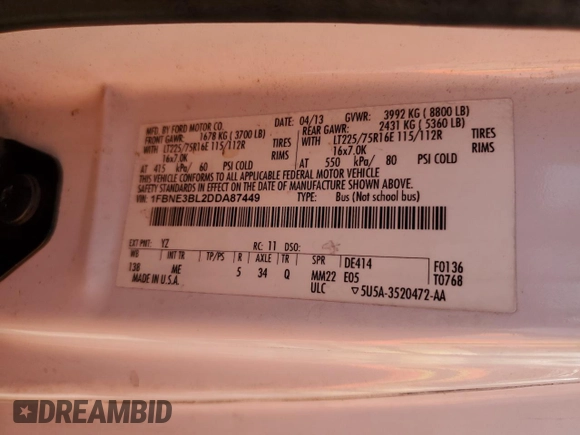 MFD. BY FORD MOTOR CO. 04/13 GVWR: 3992 KG ( 8800 LB)
FRONT GAWR: 1678 KG ( 3700 LB) REAR GAWR: 2431 KG ( 5360 LB)
WITH LT225/75R16E 115/112R TIRES WITH LT225/75R16E 115/112R TIRES
16x7.0K RIMS 16x7.0K RIMS
AT 415 kPa/ 60 PSI COLD AT 550 kPa/ 80 PSI COLD
THIS VEHICLE CONFORMS TO ALL APPLICABLE FEDERAL MOTOR VEHICLE
SAFETY STANDARDS IN EFFECT ON THE DATE OF MANUFACTURE SHOWN ABOVE.
VIN: 1FBNE3BL2DDA87449 TYPE: Bus (Not school bus)
EXT PNT: YZ RC: 11 DSO:
WB INT TR TP/PS R AXLE TR SPR DE414 F0136
138 ME 5 34 Q MM22 E05 T0768
MADE IN U.S.A. ULC ▽5U5A-3520472-AA
DREAMBID